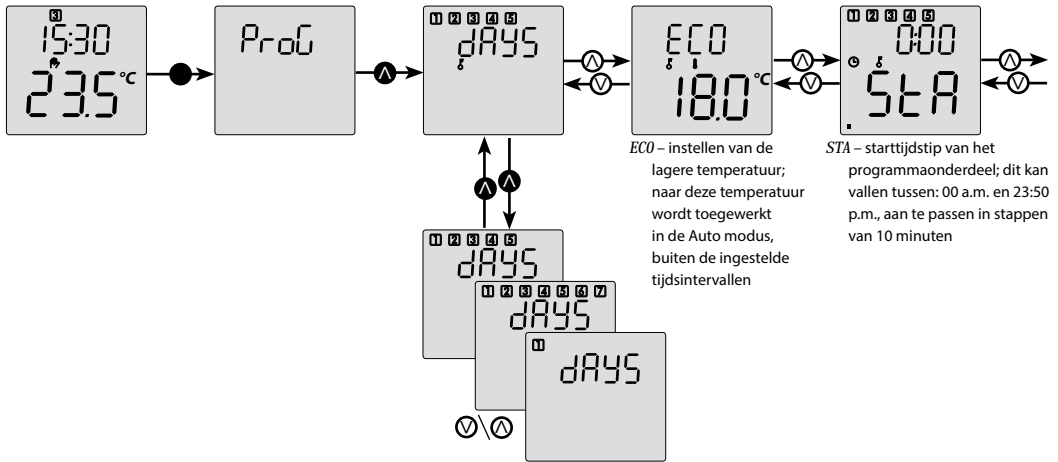 3
15:30
23.5 °C
ProG
1 2 3 4 5
dAYS
ECO
18.0 °C
1 2 3 4 5
0:00
StA
ECO – instellen van de
lagere temperatuur;
naar deze temperatuur
wordt toegewerkt
in de Auto modus,
buiten de ingestelde
tijdsintervallen
STA – starttijdstip van het
programmaonderdeel; dit kan
vallen tussen: 00 a.m. en 23:50
p.m., aan te passen in stappen
van 10 minuten
1 2 3 4 5
dAYS
1 2 3 4 5 6 7
dAYS
1
dAYS